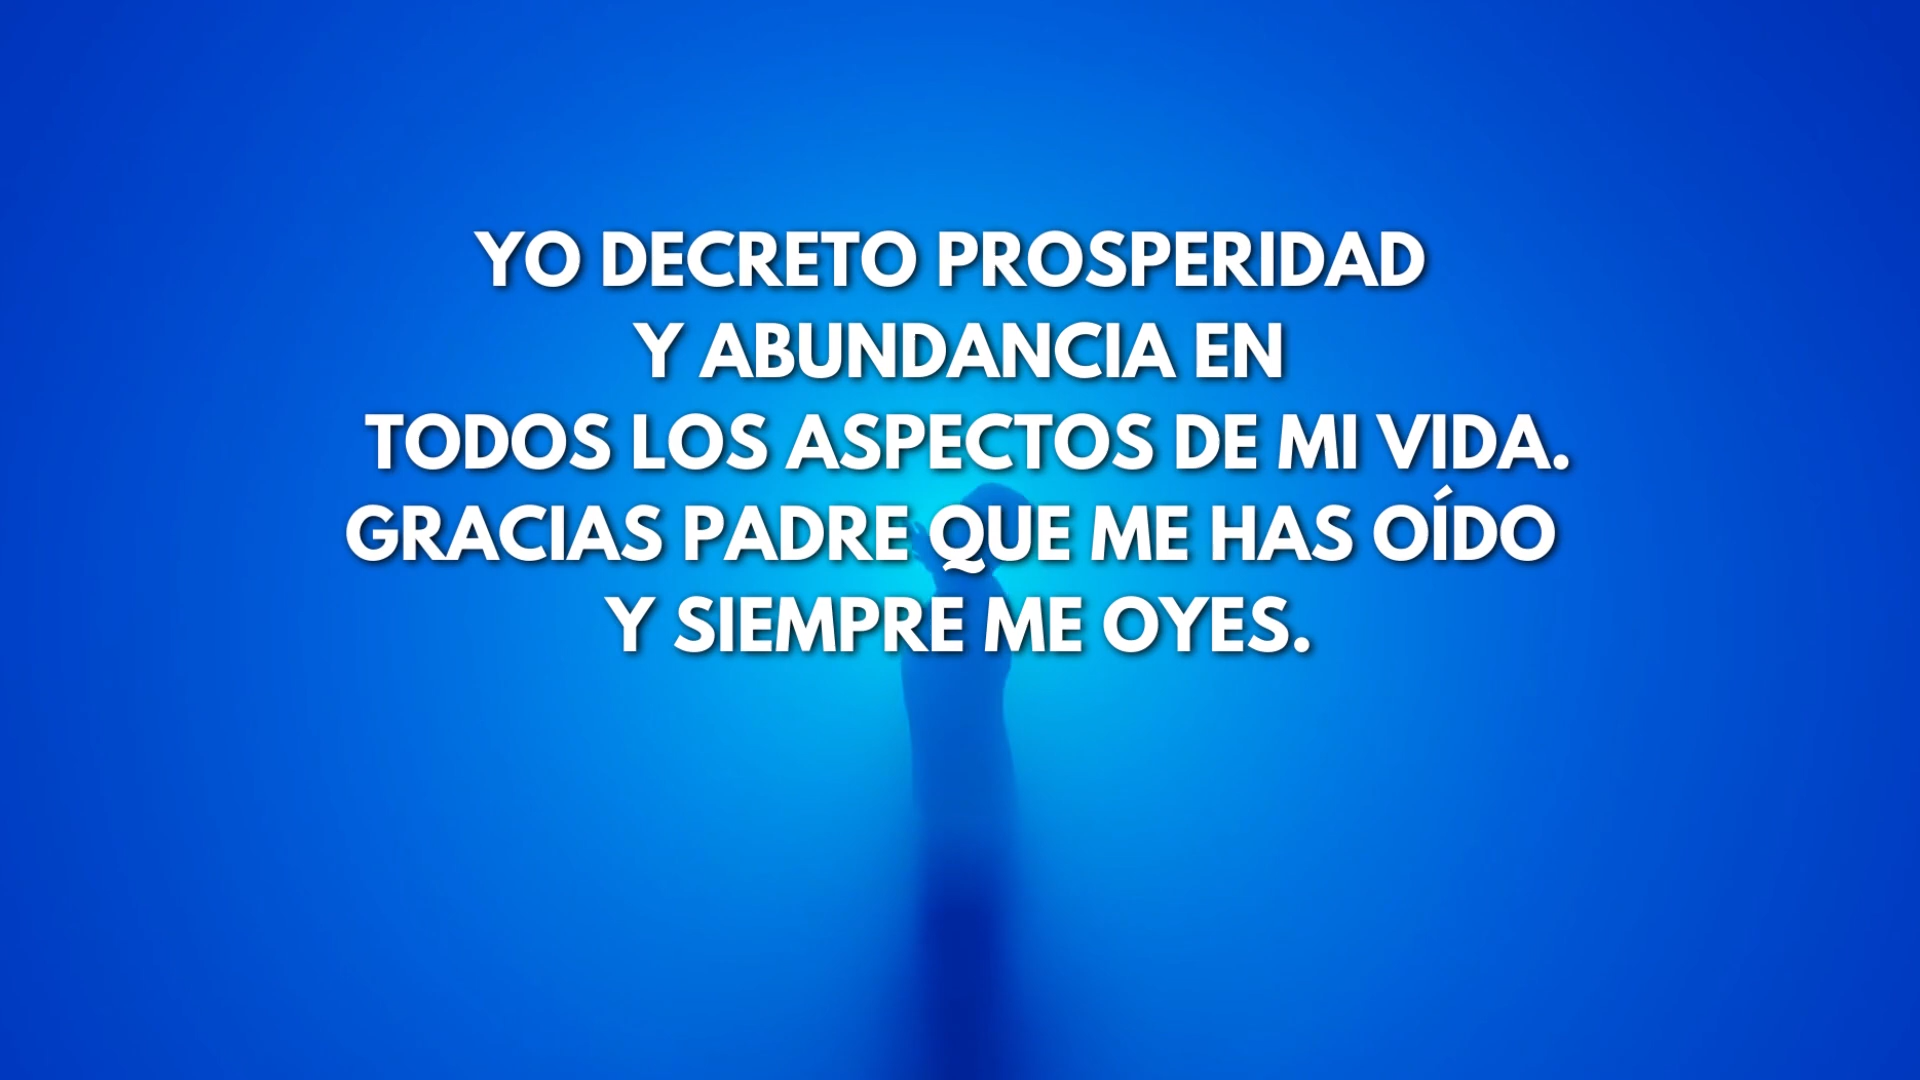 YO DECRETO PROSPERIDAD
Y ABUNDANCIA EN
TODOS LOS ASPECTOS DE MI VIDA.
GRACIAS PADRE QUE ME HAS OÍDO
Y SIEMPRE ME OYES.